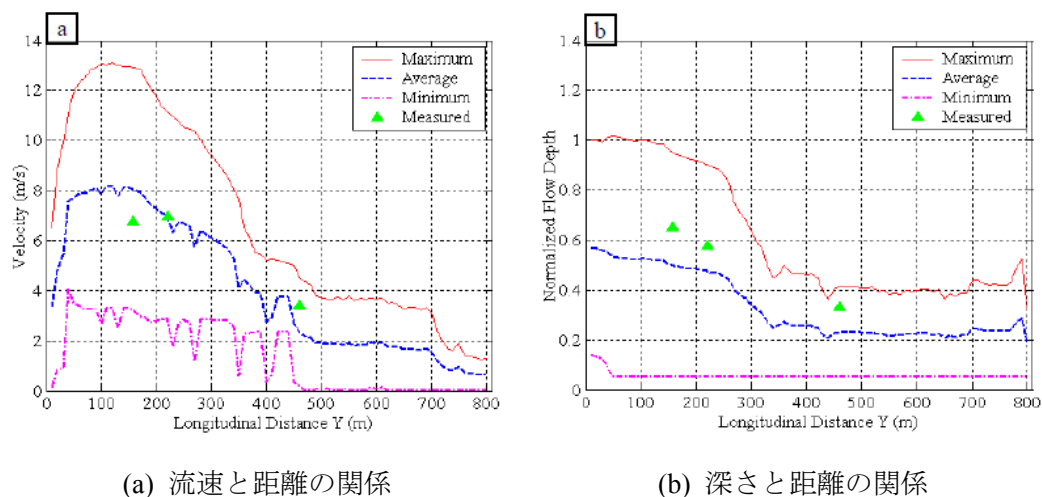 a
14
12
10
8
6
4
2
0
Velocity (m/s)
Maximum
Average
Minimum
Measured
0 100 200 300 400 500 600 700 800
Longitudinal Distance Y (m)
b
1.4
1.2
1
0.8
0.6
0.4
0.2
0
Normalized Flow Depth
Maximum
Average
Minimum
Measured
0 100 200 300 400 500 600 700 800
Longitudinal Distance Y (m)
(a) 流速と距離の関係
(b) 深さと距離の関係